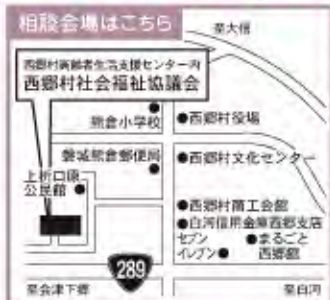 相談会場はこちら
至大信
西郷村高齢者生活支援センター内
西郷村社会福祉協議会
熊倉小学校
●西郷村役場
磐城熊倉郵便局
●西郷村文化センター
上折口原
公民館
●西郷村商工会館
●白河信用金庫西郷支店
セブン
イレブン
●まるごと
西郷館
289
至会津下郷
至白河